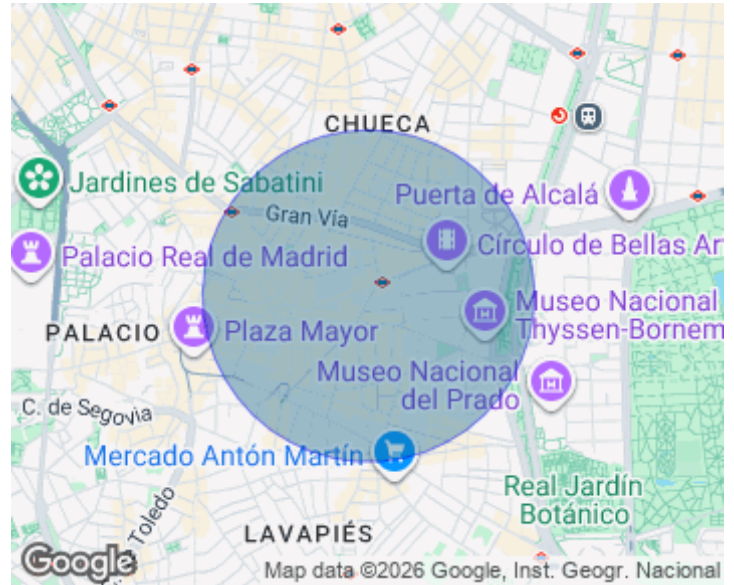 CHUECA
Jardines de Sabatini
Puerta de Alcalá
Gran Vía
Círculo de Bellas Ar
Palacio Real de Madrid
Museo Nacional
Thyssen-Bornem
PALACIO
Plaza Mayor
Museo Nacional
del Prado
C. de Segovia
Mercado Antón Martín
Toledo
Real Jardín
Botánico
LAVAPIÉS
Google
Map data ©2026 Google, Inst. Geogr. Nacional